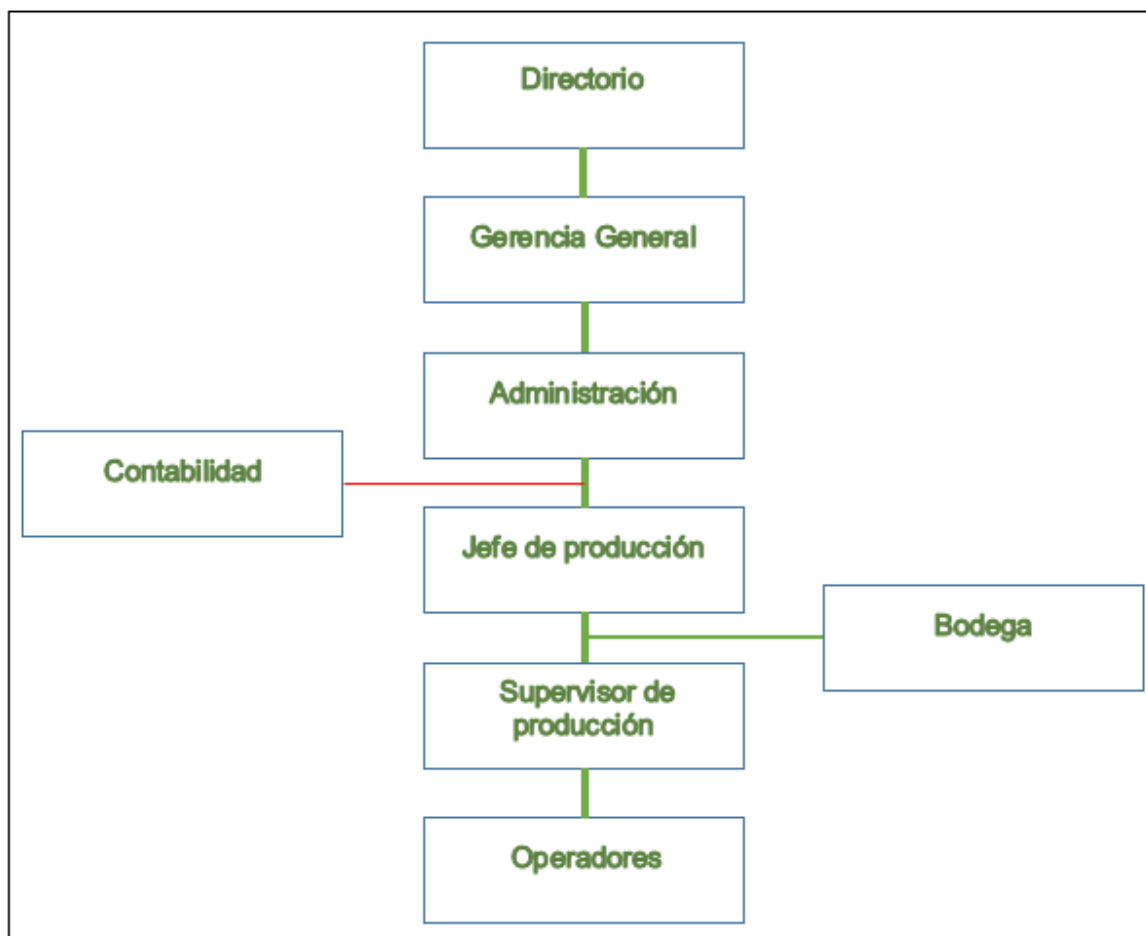 Directorio
Gerencia General
Administración
Contabilidad
Jefe de producción
Bodega
Supervisor de
producción
Operadores